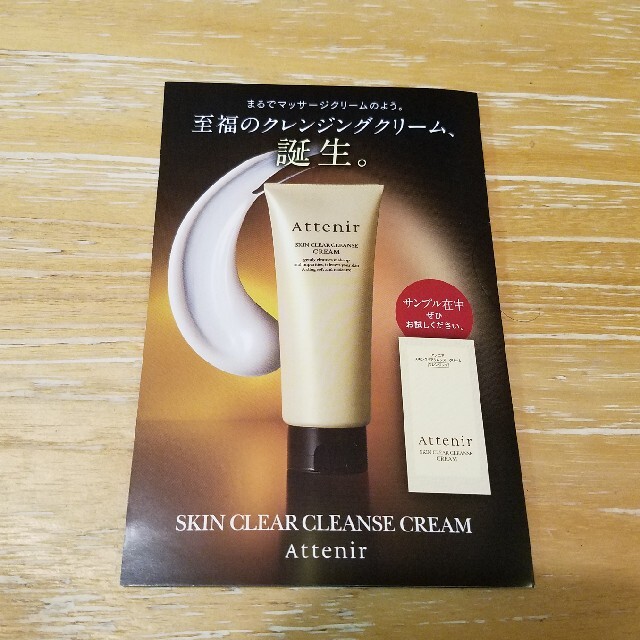 まるでマッサージクリームのよう。
至福のクレンジングクリーム、
誕生。
Attenir
SKIN CLEAR CLEANSE
CREAM
サンプル在中
ぜひ
お試しください。
Attenir
SKIN CLEAR CLEANSE
CREAM
SKIN CLEAR CLEANSE CREAM
Attenir